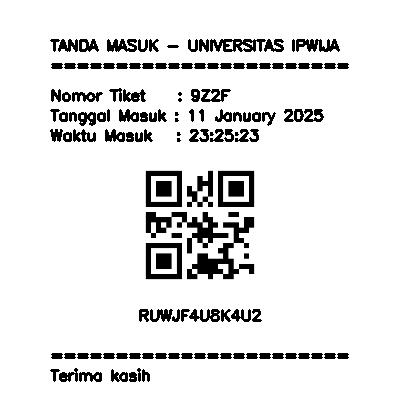 TANDA MASUK - UNIVERSITAS IPWIJA
=======================
Nomor Tiket : 9Z2F
Tanggal Masuk : 11 January 2025
Waktu Masuk : 23:25:23
RUWJF4U8K4U2
=======================
Terima kasih